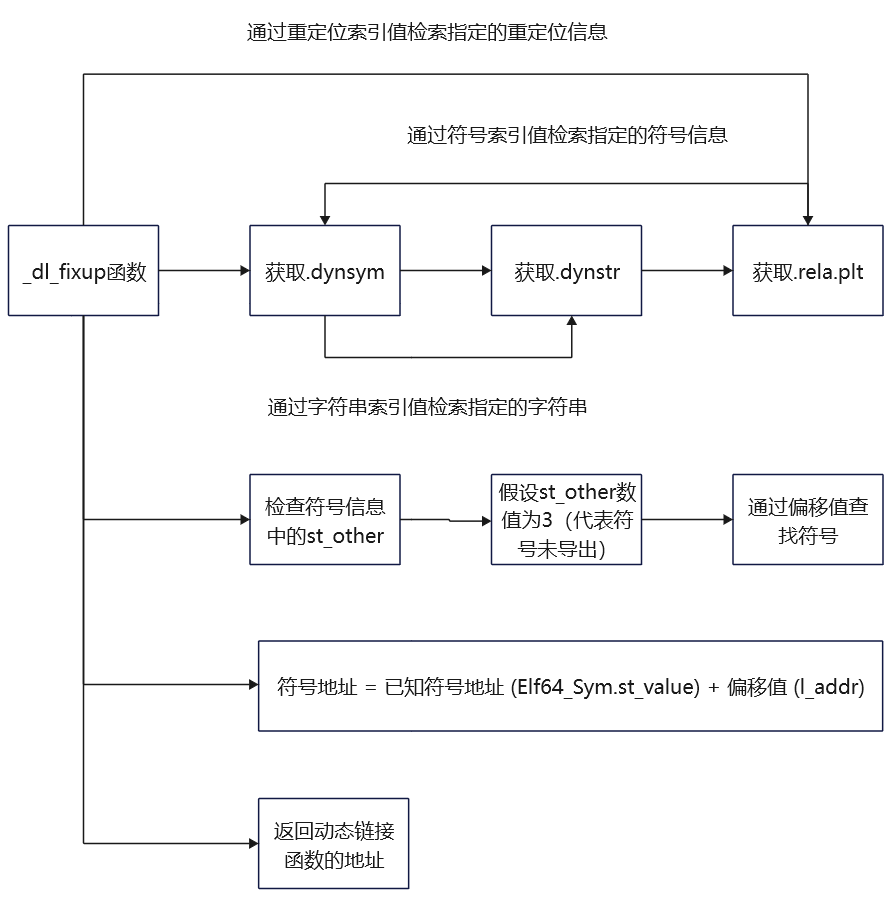 通过重定位索引值检索指定的重定位信息
通过符号索引值检索指定的符号信息
_dl_fixup函数
获取.dynsym
获取.dynstr
获取.rela.plt
通过字符串索引值检索指定的字符串
检查符号信息
中的st_other
假设st_other数
值为3（代表符
号未导出）
通过偏移值查
找符号
符号地址 = 已知符号地址 (Elf64_Sym.st_value) + 偏移值 (l_addr)
返回动态链接
函数的地址